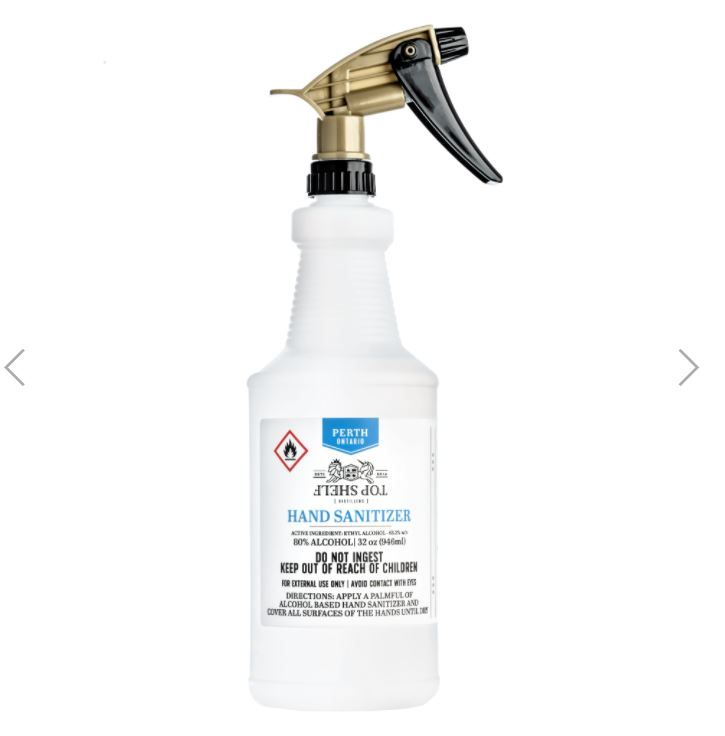 PERTH
ONTARIO
TOP SHELF
DISTILLERS
HAND SANITIZER
ACTIVE INGREDIENT: ETHYL ALCOHOL
80% ALCOHOL | 32 oz (946ml)
DO NOT INGEST
KEEP OUT OF REACH OF CHILDREN
FOR EXTERNAL USE ONLY | AVOID CONTACT WITH EYES
DIRECTIONS: APPLY A PALMFUL OF
ALCOHOL BASED HAND SANITIZER AND
COVER ALL SURFACES OF THE HANDS UNTIL DRY